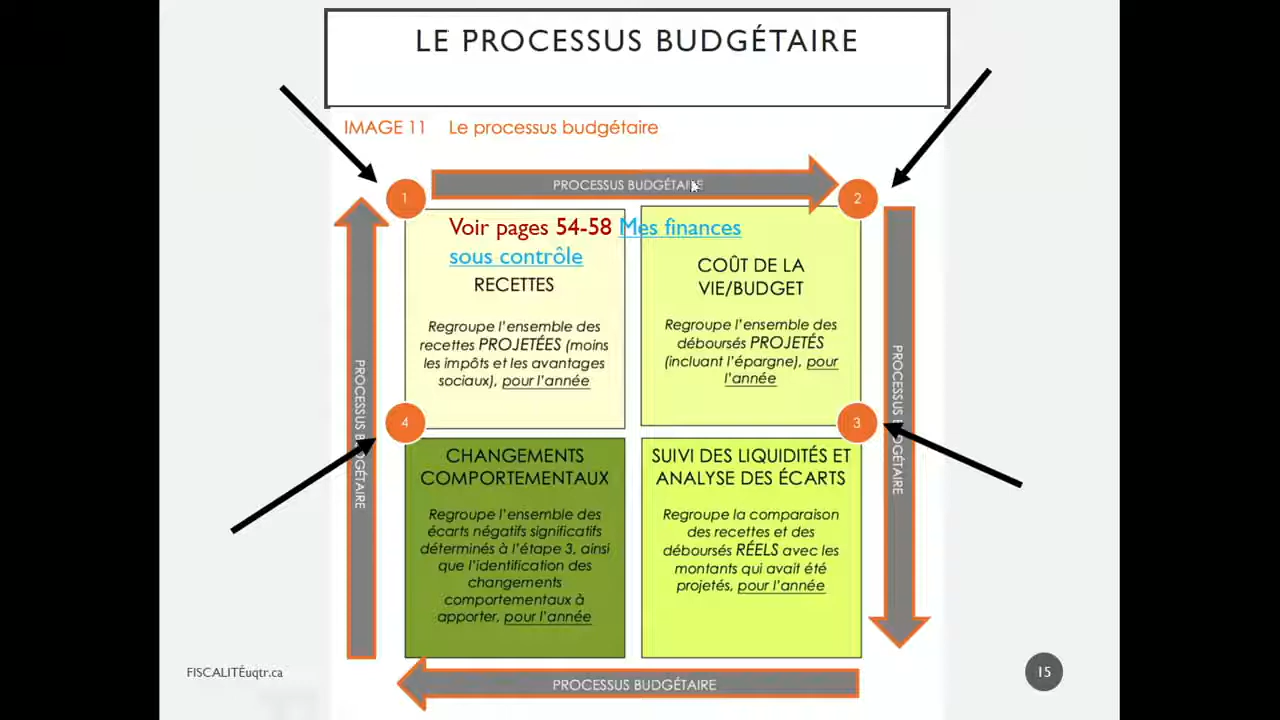 LE PROCESSUS BUDGÉTAIRE
IMAGE 11 Le processus budgétaire
PROCESSUS BUDGÉTAIRE
1
2
Voir pages 54-58 Mes finances
sous contrôle
RECETTES
Regroupe l'ensemble des
recettes PROJETÉES (moins
les impôts et les avantages
sociaux), pour l'année
COÛT DE LA
VIE/BUDGET
Regroupe l'ensemble des
déboursés PROJETÉS
(incluant l'épargne), pour
l'année
PROCESSUS BUDGÉTAIRE
PROCESSUS BUDGÉTAIRE
4
3
CHANGEMENTS
COMPORTEMENTAUX
Regroupe l'ensemble des
écarts négatifs significatifs
déterminés à l'étape 3, ainsi
que l'identification des
changements
comportementaux à
apporter, pour l'année
SUIVI DES LIQUIDITÉS ET
ANALYSE DES ÉCARTS
Regroupe la comparaison
des recettes et des
déboursés RÉELS avec les
montants qui avait été
projetés, pour l'année
PROCESSUS BUDGÉTAIRE
FISCALITÉuqtr.ca
15